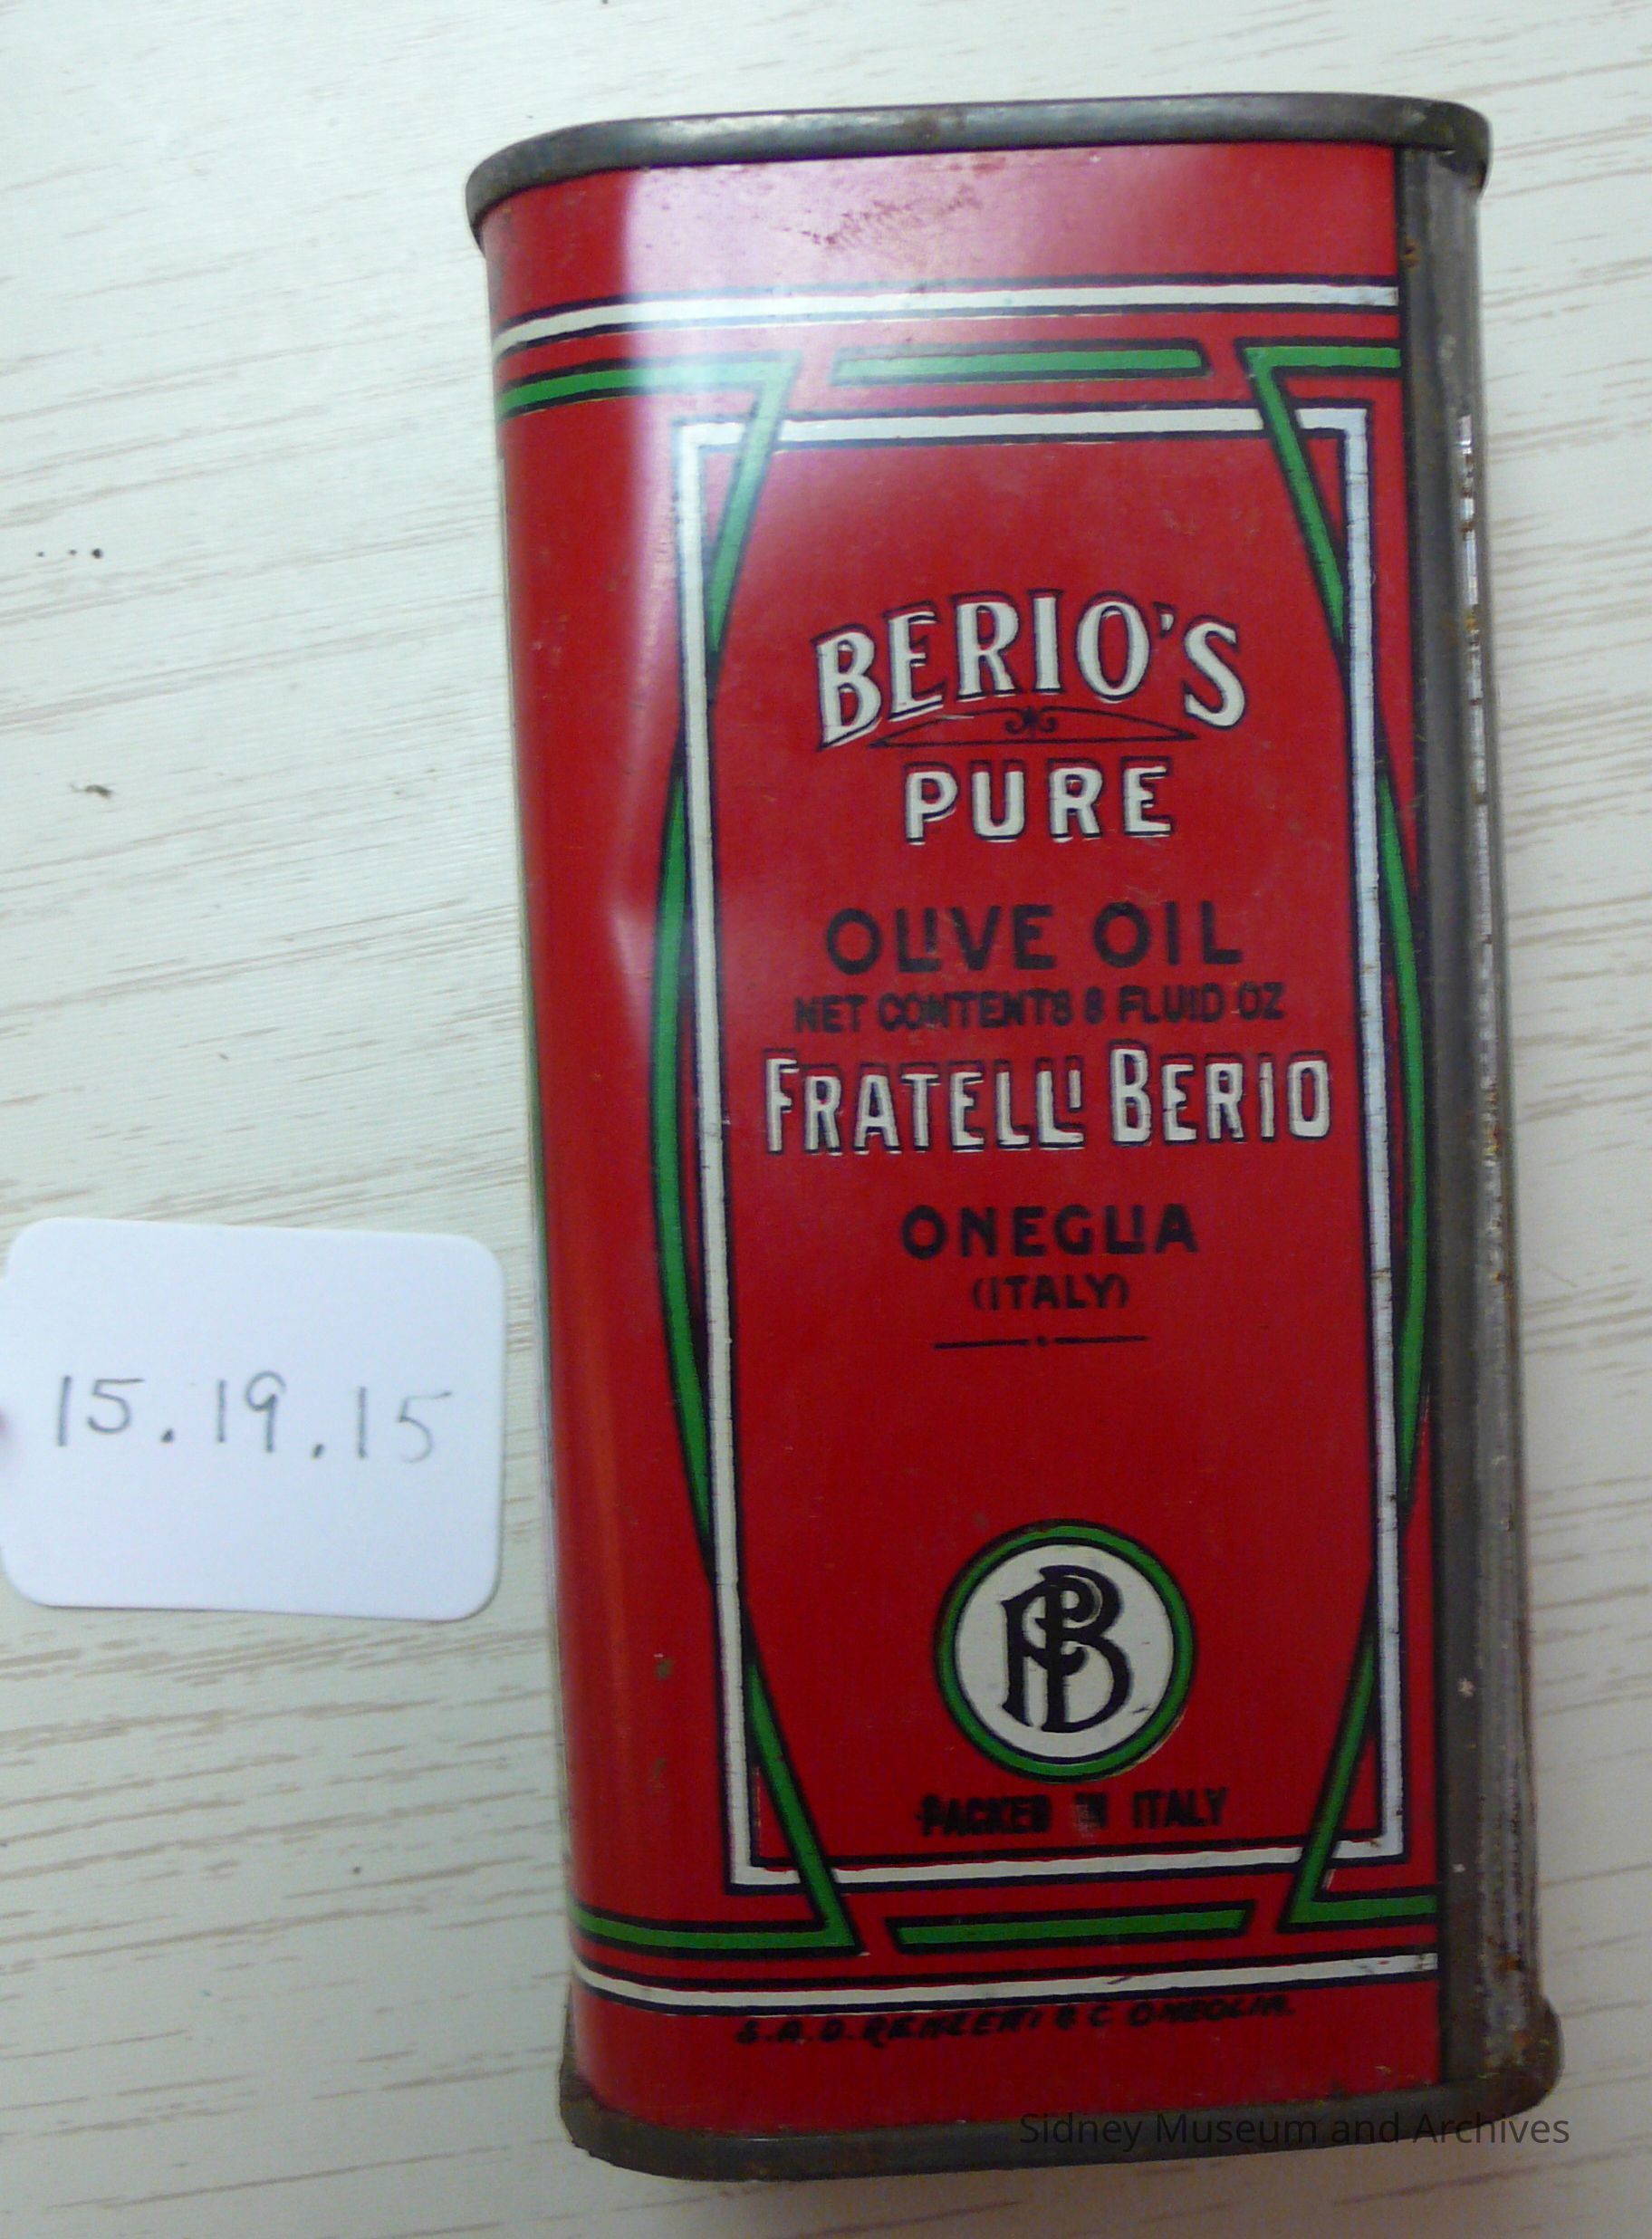 BERIO'S
PURE
OLIVE OIL
NET CONTENTS 8 FLUID OZ
FRATELLI BERIO
ONEGLIA
(ITALY)
FB
PACKED IN ITALY
& C
15.19.15
Sidney Museum and Archives